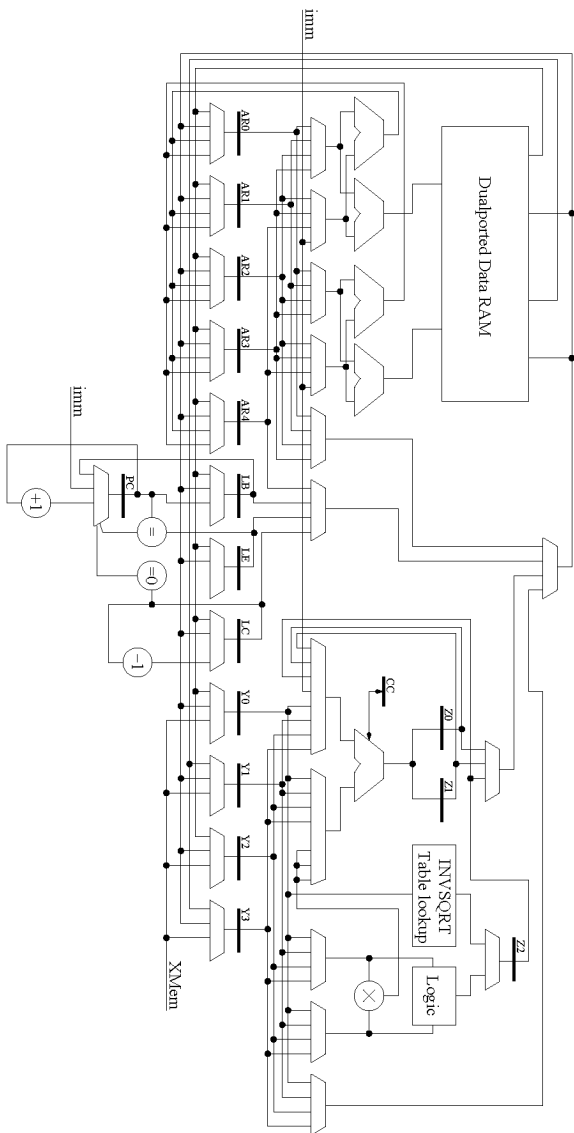 imm
imm
Dualported Data RAM
AR0
AR1
AR2
AR3
AR4
LB
LE
LC
Y0
Y1
Y2
Y3
XMem
imm
PC
+1
=
=0
-1
CC
Z0
Z1
Z2
INVSQRT
Table lookup
Logic
×